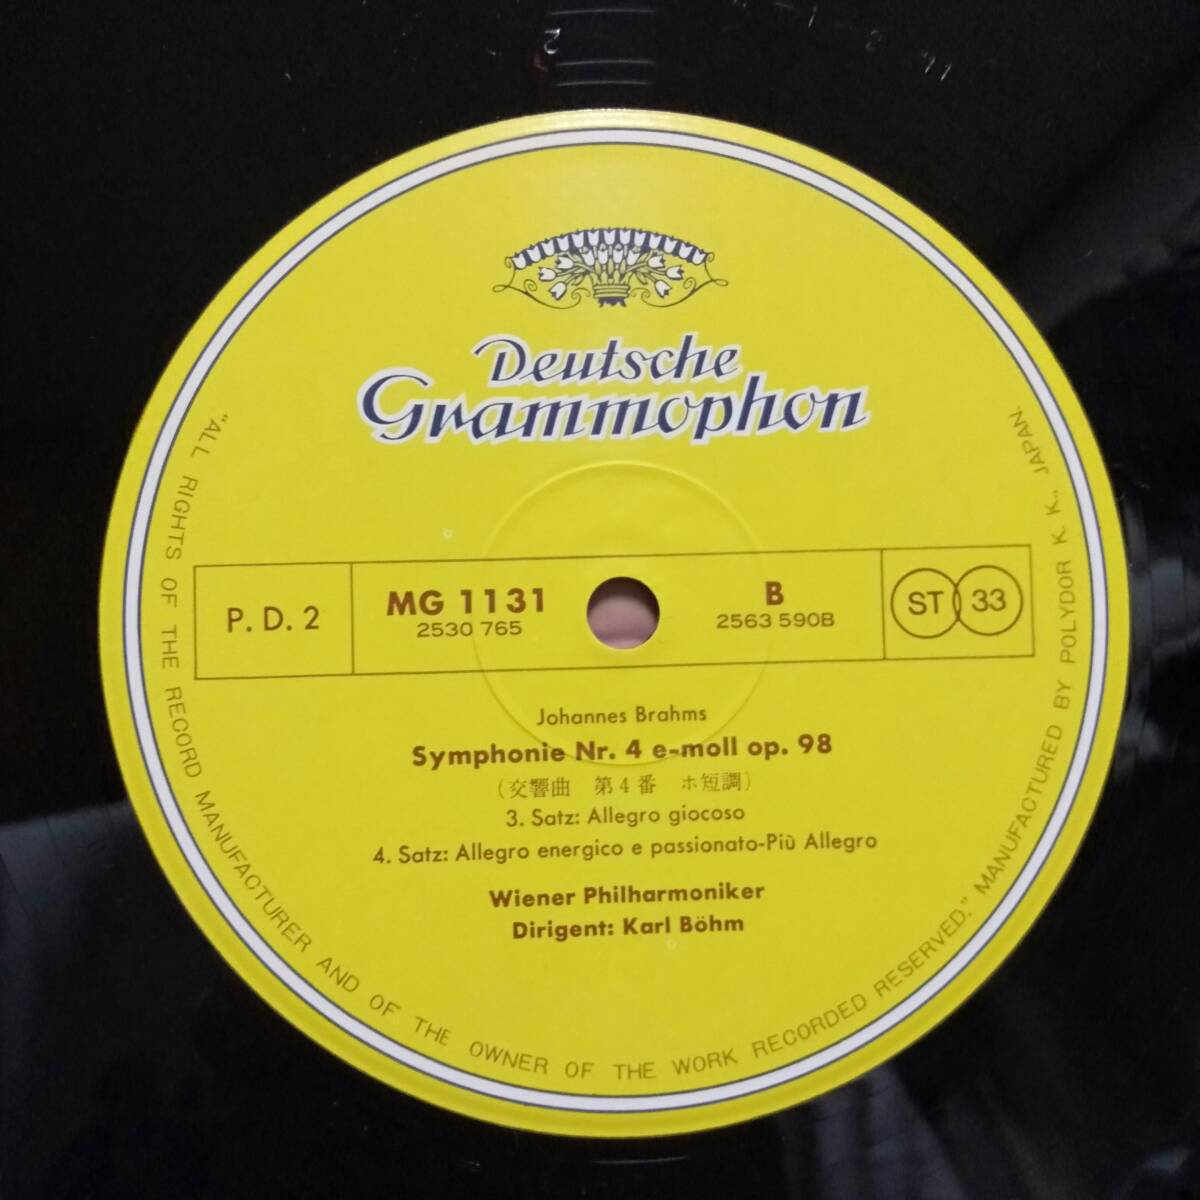 Deutsche
Grammophon
P. D. 2
MG 1131
2530 765
B
2563 590B
ST 33
Johannes Brahms
Symphonie Nr. 4 e-moll op. 98
(交響曲 第4番 ホ短調)
3. Satz: Allegro giocoso
4. Satz: Allegro energico e passionato-Più Allegro
Wiener Philharmoniker
Dirigent: Karl Böhm
"ALL RIGHTS OF THE RECORD MANUFACTURER AND OF THE OWNER OF THE WORK RECORDED RESERVED." MANUFACTURED BY POLYDOR K. K., JAPAN.